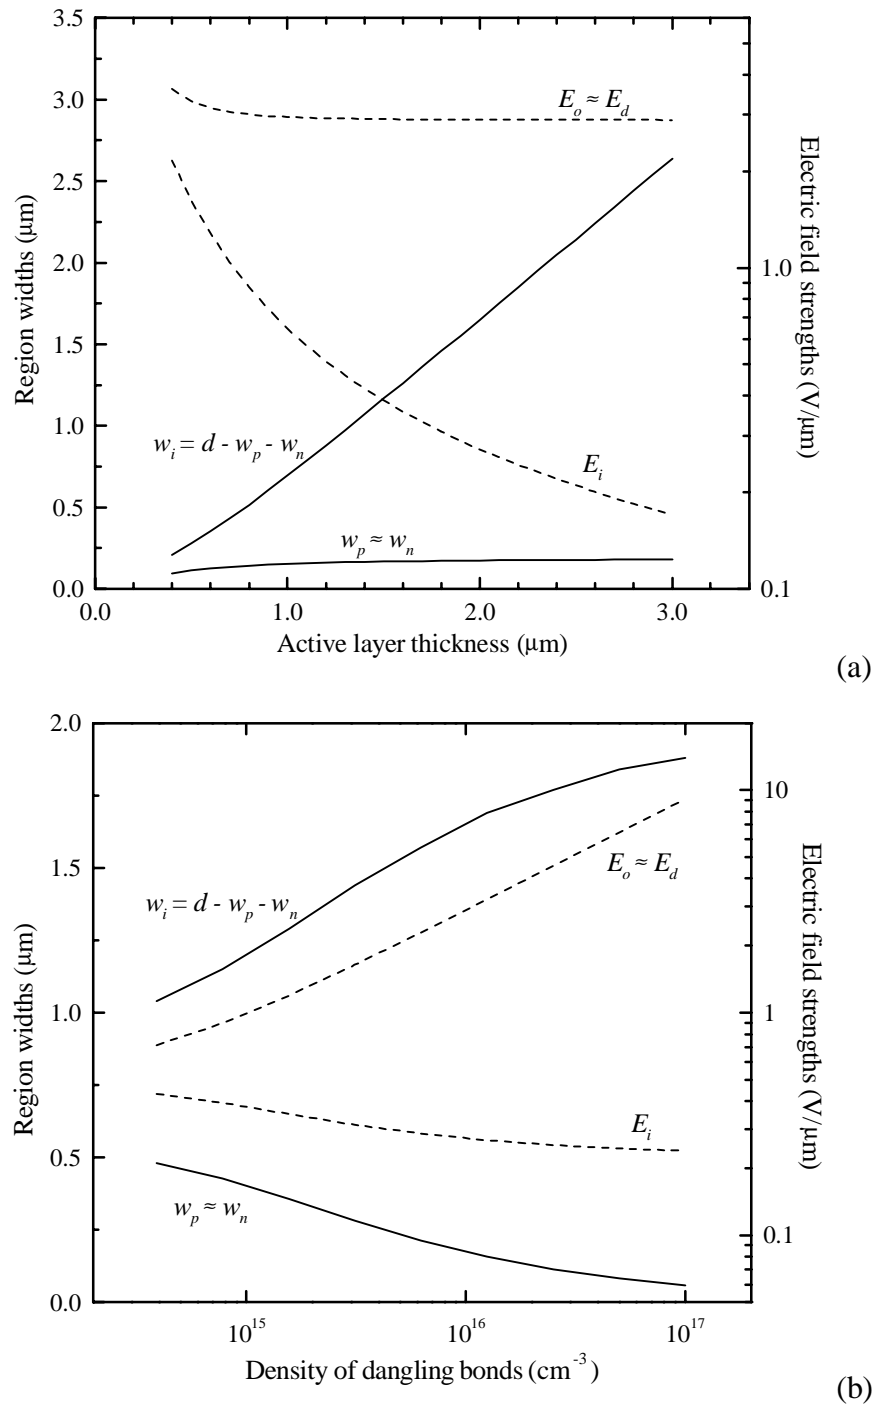 3.5
3.0
2.5
2.0
1.5
1.0
0.5
0.0
Region widths (μm)
E_o ≈ E_d
w_i = d - w_p - w_n
E_i
w_p ≈ w_n
1.0
0.1
Electric field strengths (V/μm)
0.0 1.0 2.0 3.0
Active layer thickness (μm)
(a)
2.0
1.5
1.0
0.5
0.0
Region widths (μm)
w_i = d - w_p - w_n
E_o ≈ E_d
E_i
w_p ≈ w_n
10
1
0.1
Electric field strengths (V/μm)
10^15 10^16 10^17
Density of dangling bonds (cm^-3)
(b)